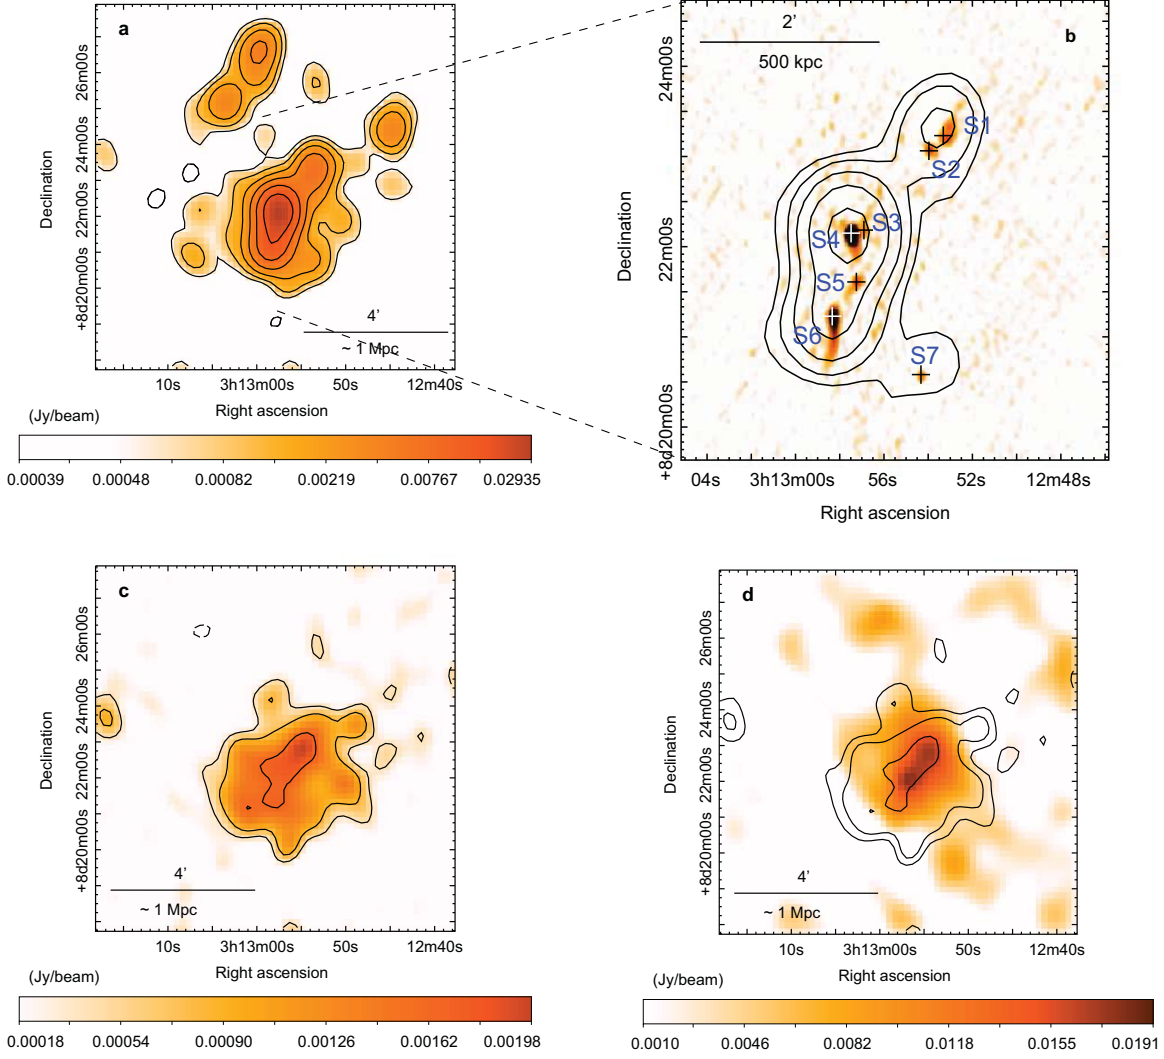 a
26m00s
24m00s
22m00s
+8d20m00s
Declination
4'
~ 1 Mpc
10s
3h13m00s
50s
12m40s
Right ascension
(Jy/beam)
0.00039
0.00048
0.00082
0.00219
0.00767
0.02935
2'
500 kpc
b
S1
S2
S3
S4
S5
S6
S7
24m00s
22m00s
+8d20m00s
Declination
04s
3h13m00s
56s
52s
12m48s
Right ascension
c
26m00s
24m00s
22m00s
+8d20m00s
Declination
4'
~ 1 Mpc
10s
3h13m00s
50s
12m40s
Right ascension
(Jy/beam)
0.00018
0.00054
0.00090
0.00126
0.00162
0.00198
d
26m00s
24m00s
22m00s
+8d20m00s
Declination
4'
~ 1 Mpc
10s
3h13m00s
50s
12m40s
Right ascension
(Jy/beam)
0.0010
0.0046
0.0082
0.0118
0.0155
0.0191